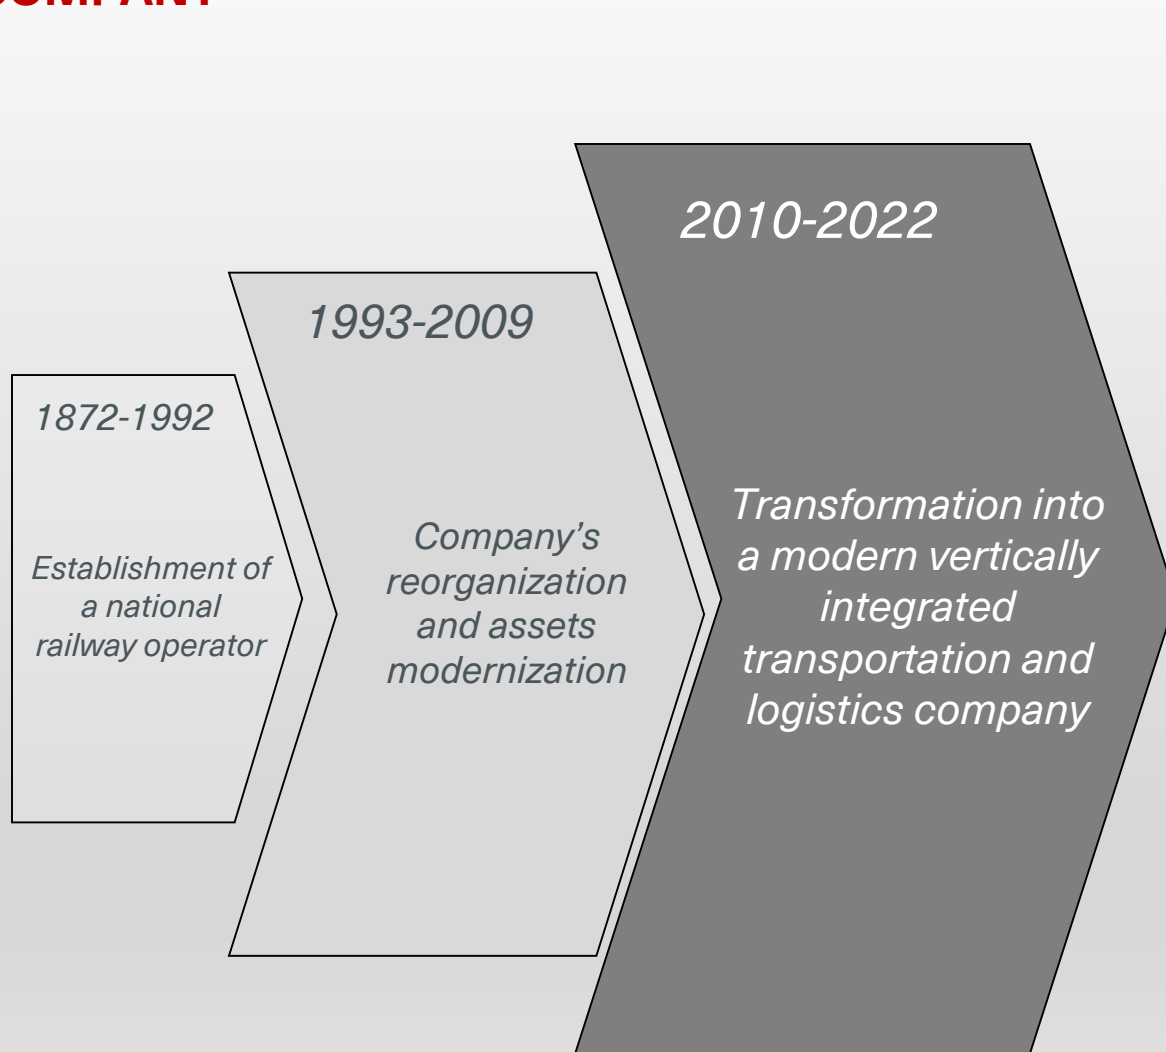 COMPANY
2010-2022
1993-2009
1872-1992
Establishment of
a national
railway operator
Company’s
reorganization
and assets
modernization
Transformation into
a modern vertically
integrated
transportation and
logistics company